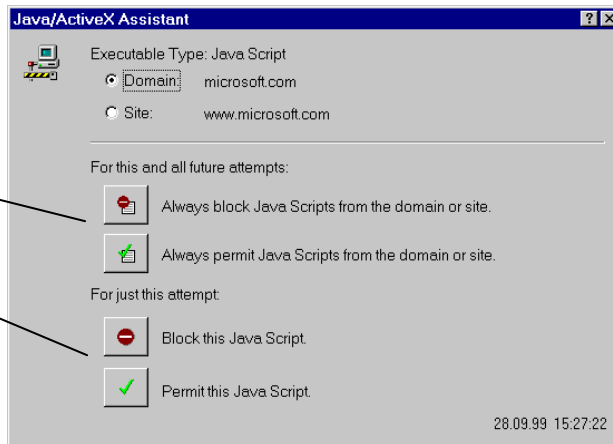 Java/ActiveX Assistant
Executable Type: Java Script
Domain: microsoft.com
Site: www.microsoft.com
For this and all future attempts:
Always block Java Scripts from the domain or site.
Always permit Java Scripts from the domain or site.
For just this attempt:
Block this Java Script.
Permit this Java Script.
28.09.99 15:27:22